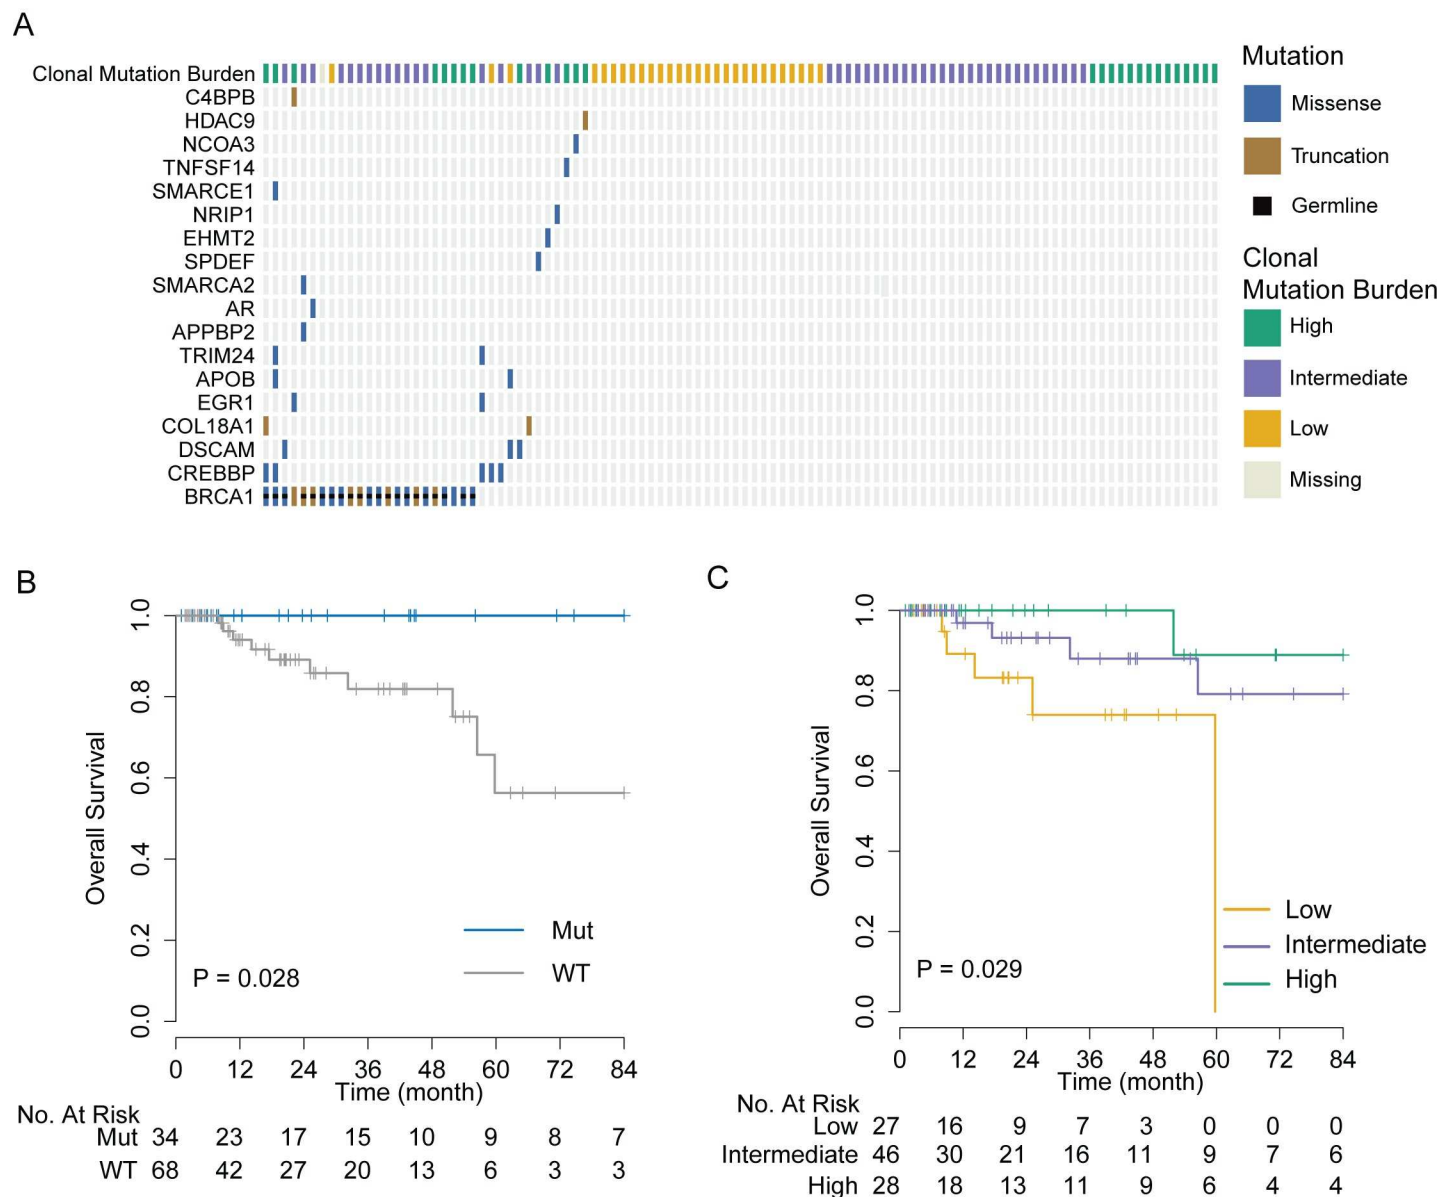 A
Clonal Mutation Burden
C4BPB
HDAC9
NCOA3
TNFSF14
SMARCE1
NRIP1
EHMT2
SPDEF
SMARCA2
AR
APPBP2
TRIM24
APOB
EGR1
COL18A1
DSCAM
CREBBP
BRCA1
Mutation
Missense
Truncation
Germline
Clonal
Mutation Burden
High
Intermediate
Low
Missing
B
Overall Survival
1.0
0.8
0.6
0.4
0.2
0.0
Mut
WT
P = 0.028
0 12 24 36 48 60 72 84
Time (month)
No. At Risk
Mut 34 23 17 15 10 9 8 7
WT 68 42 27 20 13 6 3 3
C
Overall Survival
1.0
0.8
0.6
0.4
0.2
0.0
Low
Intermediate
High
P = 0.029
0 12 24 36 48 60 72 84
Time (month)
No. At Risk
Low 27 16 9 7 3 0 0 0
Intermediate 46 30 21 16 11 9 7 6
High 28 18 13 11 9 6 4 4